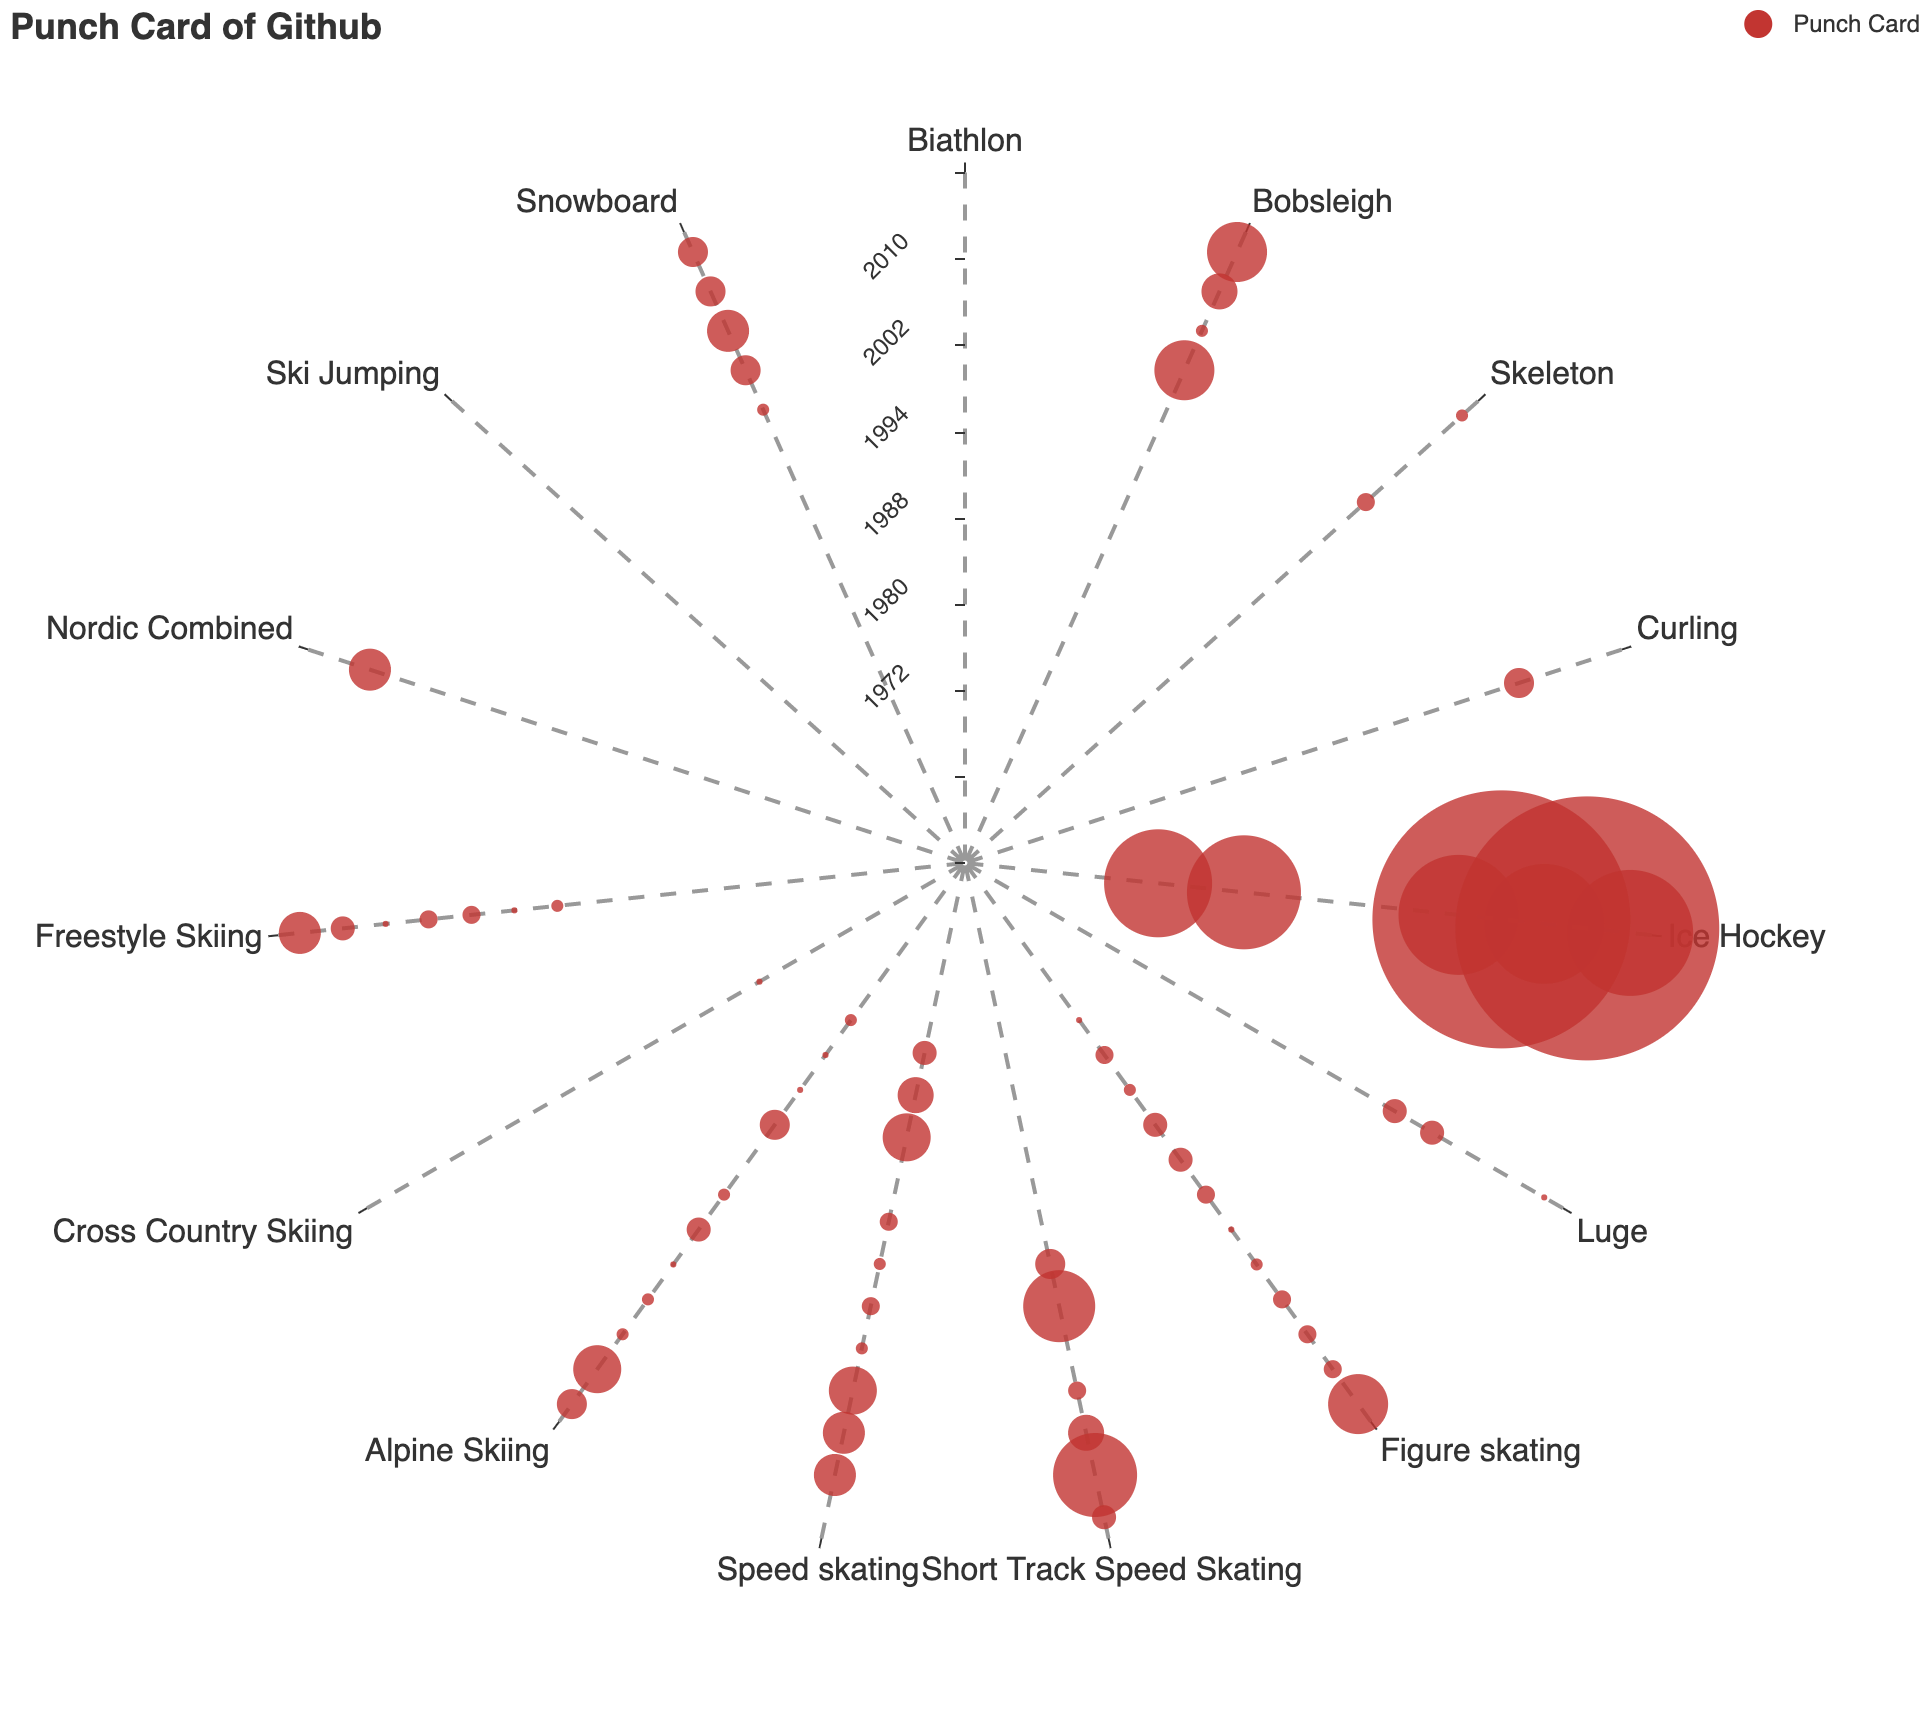 Punch Card of Github
Punch Card
Biathlon
Snowboard
Bobsleigh
2010
2002
Ski Jumping
Skeleton
1994
1988
1980
Nordic Combined
Curling
1972
Freestyle Skiing
Ice Hockey
Cross Country Skiing
Luge
Alpine Skiing
Figure skating
Speed skating
Short Track Speed Skating